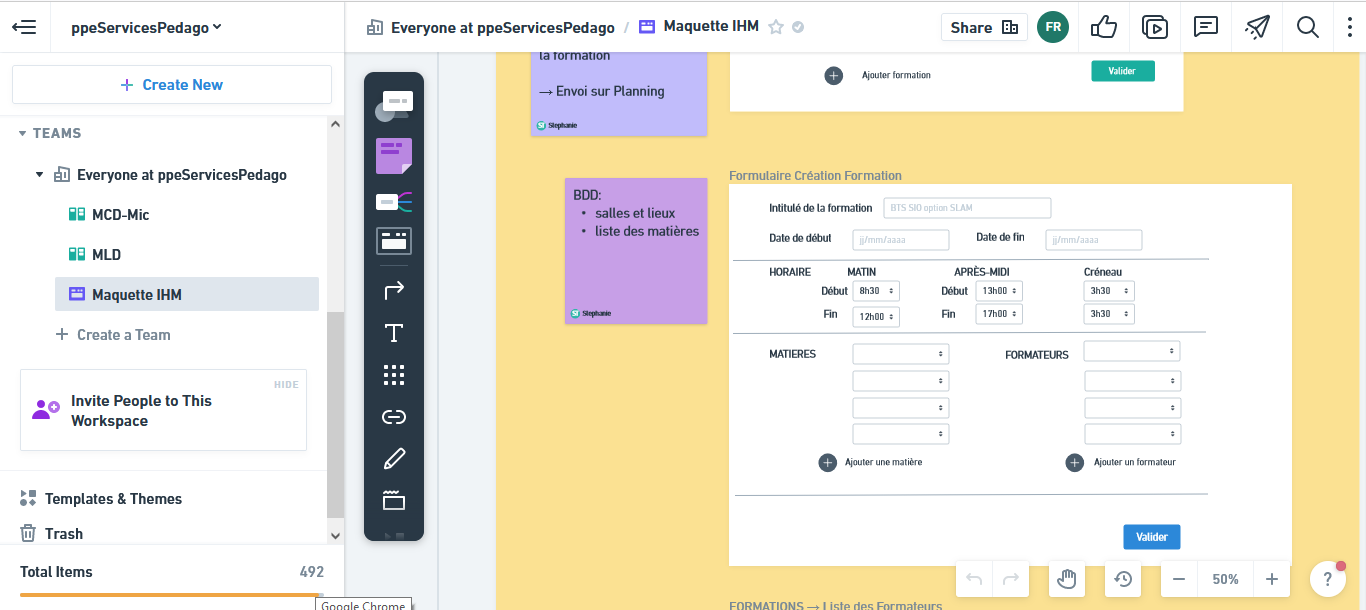 ppeServicesPedago
Everyone at ppeServicesPedago / Maquette IHM
Share
FR
Create New
TEAMS
Everyone at ppeServicesPedago
MCD-Mic
MLD
Maquette IHM
Create a Team
HIDE
Invite People to This
Workspace
Templates & Themes
Trash
Total Items 492
Google Chrome
la formation
→ Envoi sur Planning
ST Stephanie
Ajouter formation
Valider
BDD:
• salles et lieux
• liste des matières
ST Stephanie
Formulaire Création Formation
Intitulé de la formation BTS SIO option SLAM
Date de début jj/mm/aaaa Date de fin jj/mm/aaaa
HORAIRE MATIN APRÈS-MIDI Créneau
Début 8h30 Début 13h00 3h30
Fin 12h00 Fin 17h00 3h30
MATIERES FORMATEURS
Ajouter une matière Ajouter un formateur
Valider
50%
?
FORMATIONS → Liste des Formateurs